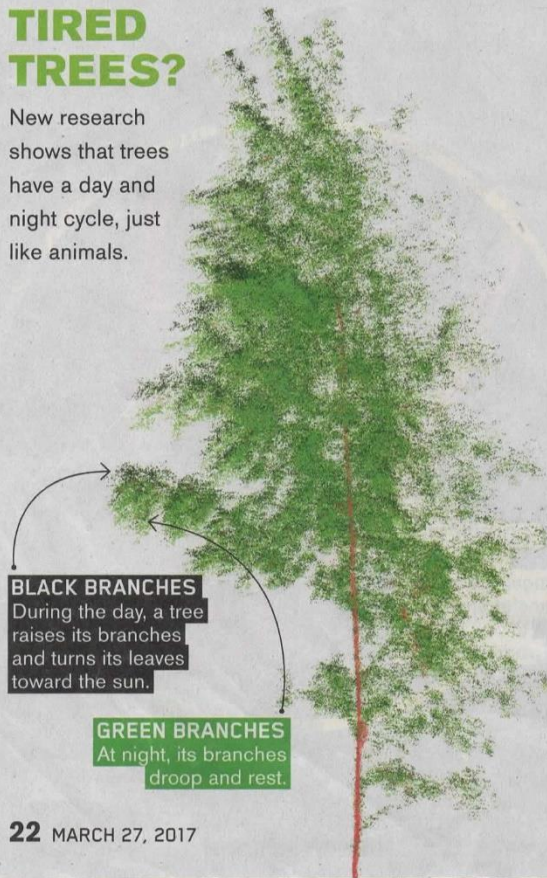 TIRED
TREES?
New research
shows that trees
have a day and
night cycle, just
like animals.
BLACK BRANCHES
During the day, a tree
raises its branches
and turns its leaves
toward the sun.
GREEN BRANCHES
At night, its branches
droop and rest.
22 MARCH 27, 2017